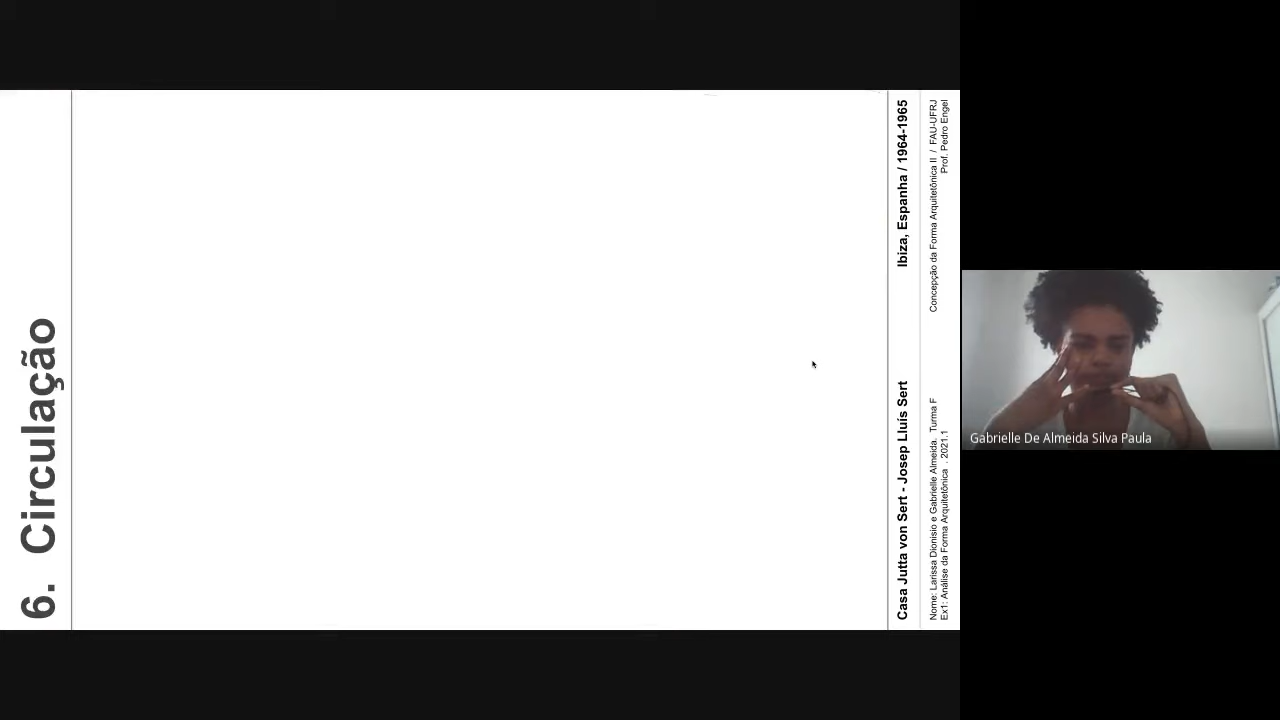 6. Circulação
Casa Jutta von Sert - Josep Lluís Sert
Ibiza, Espanha / 1964-1965
Nome: Larissa Dionisio e Gabrielle Almeida. Turma F
Ex1: Análise da Forma Arquitetônica . 2021.1
Concepção da Forma Arquitetônica II / FAU-UFRJ
Prof. Pedro Engel
Gabrielle De Almeida Silva Paula